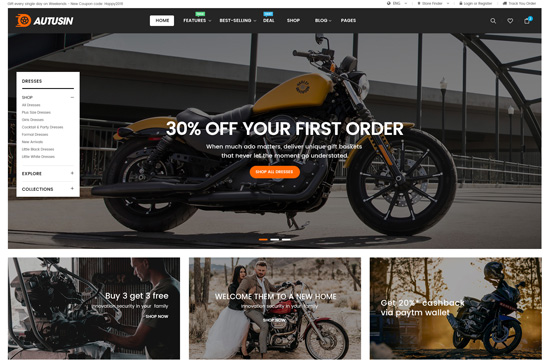 Gift every single day on Weekends - New Coupon code: Happy2018
ENG
Store Finder
Login or Register
Track You Order
AUTUSIN
HOME
FEATURES
BEST-SELLING
DEAL
SHOP
BLOG
PAGES
DRESSES
SHOP
All Dresses
Plus Size Dresses
Girls Dresses
Cocktail & Party Dresses
Formal Dresses
New Arrivals
Little Black Dresses
Little White Dresses
EXPLORE
COLLECTIONS
30% OFF YOUR FIRST ORDER
When much ado matters, deliver unique gift baskets
that never let the moment go understated.
SHOP ALL DRESSES
Buy 3 get 3 free
Innovation security in your family
SHOP NOW
WELCOME THEM TO A NEW HOME
Innovation security in your family
SHOP NOW
Get 20%* cashback
via paytm wallet